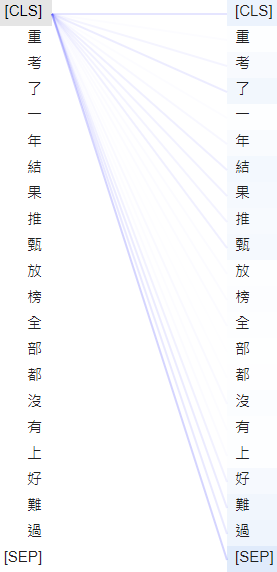 [CLS] [CLS]
重 重
考 考
了 了
一 一
年 年
結 結
果 果
推 推
甄 甄
放 放
榜 榜
全 全
部 部
都 都
沒 沒
有 有
上 上
好 好
難 難
過 過
[SEP] [SEP]